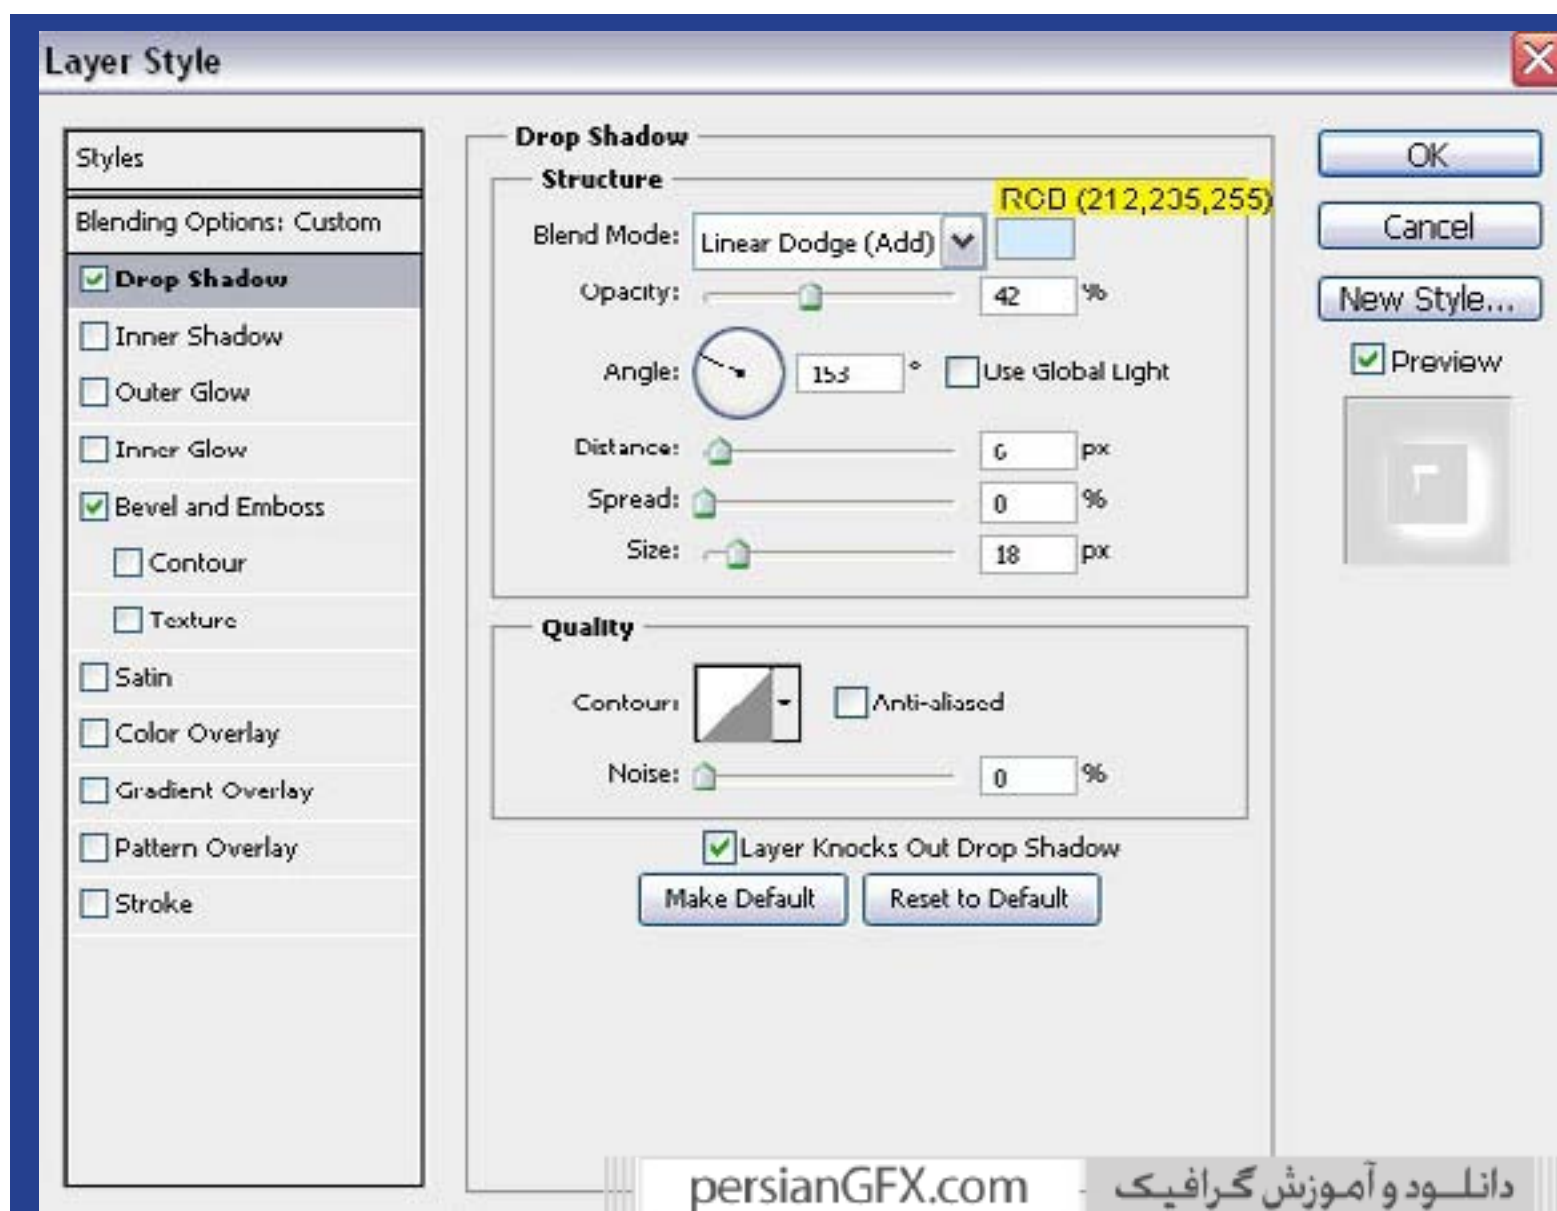 Layer Style
Styles
Blending Options: Custom
Drop Shadow
Inner Shadow
Outer Glow
Inner Glow
Bevel and Emboss
Contour
Texture
Satin
Color Overlay
Gradient Overlay
Pattern Overlay
Stroke
Drop Shadow
Structure
RGB (212,235,255)
Blend Mode: Linear Dodge (Add)
Opacity: 42 %
Angle: 153 ° Use Global Light
Distance: 6 px
Spread: 0 %
Size: 18 px
Quality
Contour: Anti-aliased
Noise: 0 %
Layer Knocks Out Drop Shadow
Make Default Reset to Default
OK
Cancel
New Style...
Preview
persianGFX.com - دانلود و آموزش گرافیک